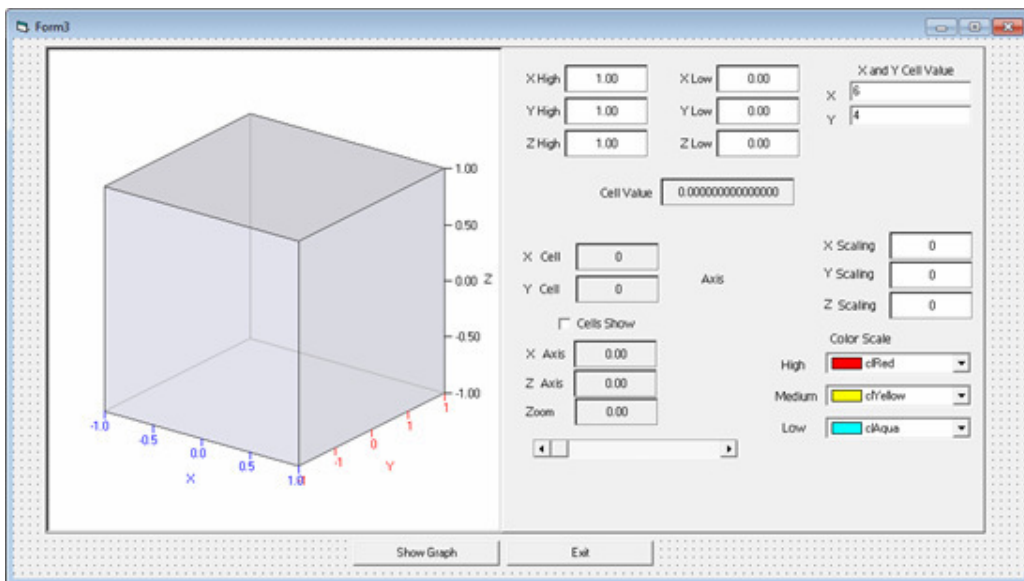 Form3
1.00
0.50
0.00 Z
-0.50
-1.00
-1.0
-0.5
0.0
0.5
1.0
X
-1
0
1
1
Y
X High 1.00
X Low 0.00
Y High 1.00
Y Low 0.00
Z High 1.00
Z Low 0.00
X and Y Cell Value
X 6
Y 4
Cell Value 0.000000000000000
X Cell 0
Y Cell 0
Axis
Cells Show
X Axis 0.00
Z Axis 0.00
Zoom 0.00
X Scaling 0
Y Scaling 0
Z Scaling 0
Color Scale
High clRed
Medium clYellow
Low clAqua
Show Graph
Exit